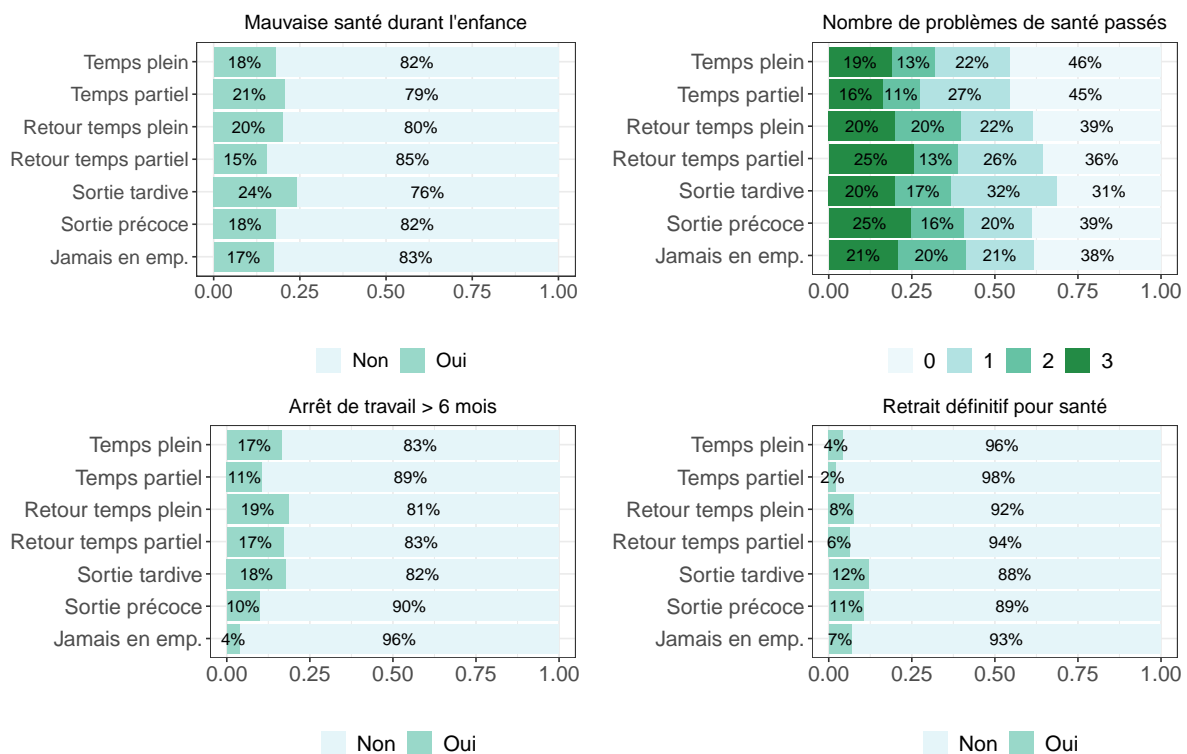 Mauvaise santé durant l'enfance
Temps plein 18% 82%
Temps partiel 21% 79%
Retour temps plein 20% 80%
Retour temps partiel 15% 85%
Sortie tardive 24% 76%
Sortie précoce 18% 82%
Jamais en emp. 17% 83%
0.00 0.25 0.50 0.75 1.00
Non Oui
Nombre de problèmes de santé passés
Temps plein 19% 13% 22% 46%
Temps partiel 16% 11% 27% 45%
Retour temps plein 20% 20% 22% 39%
Retour temps partiel 25% 13% 26% 36%
Sortie tardive 20% 17% 32% 31%
Sortie précoce 25% 16% 20% 39%
Jamais en emp. 21% 20% 21% 38%
0.00 0.25 0.50 0.75 1.00
0 1 2 3
Arrêt de travail > 6 mois
Temps plein 17% 83%
Temps partiel 11% 89%
Retour temps plein 19% 81%
Retour temps partiel 17% 83%
Sortie tardive 18% 82%
Sortie précoce 10% 90%
Jamais en emp. 4% 96%
0.00 0.25 0.50 0.75 1.00
Non Oui
Retrait définitif pour santé
Temps plein 4% 96%
Temps partiel 2% 98%
Retour temps plein 8% 92%
Retour temps partiel 6% 94%
Sortie tardive 12% 88%
Sortie précoce 11% 89%
Jamais en emp. 7% 93%
0.00 0.25 0.50 0.75 1.00
Non Oui